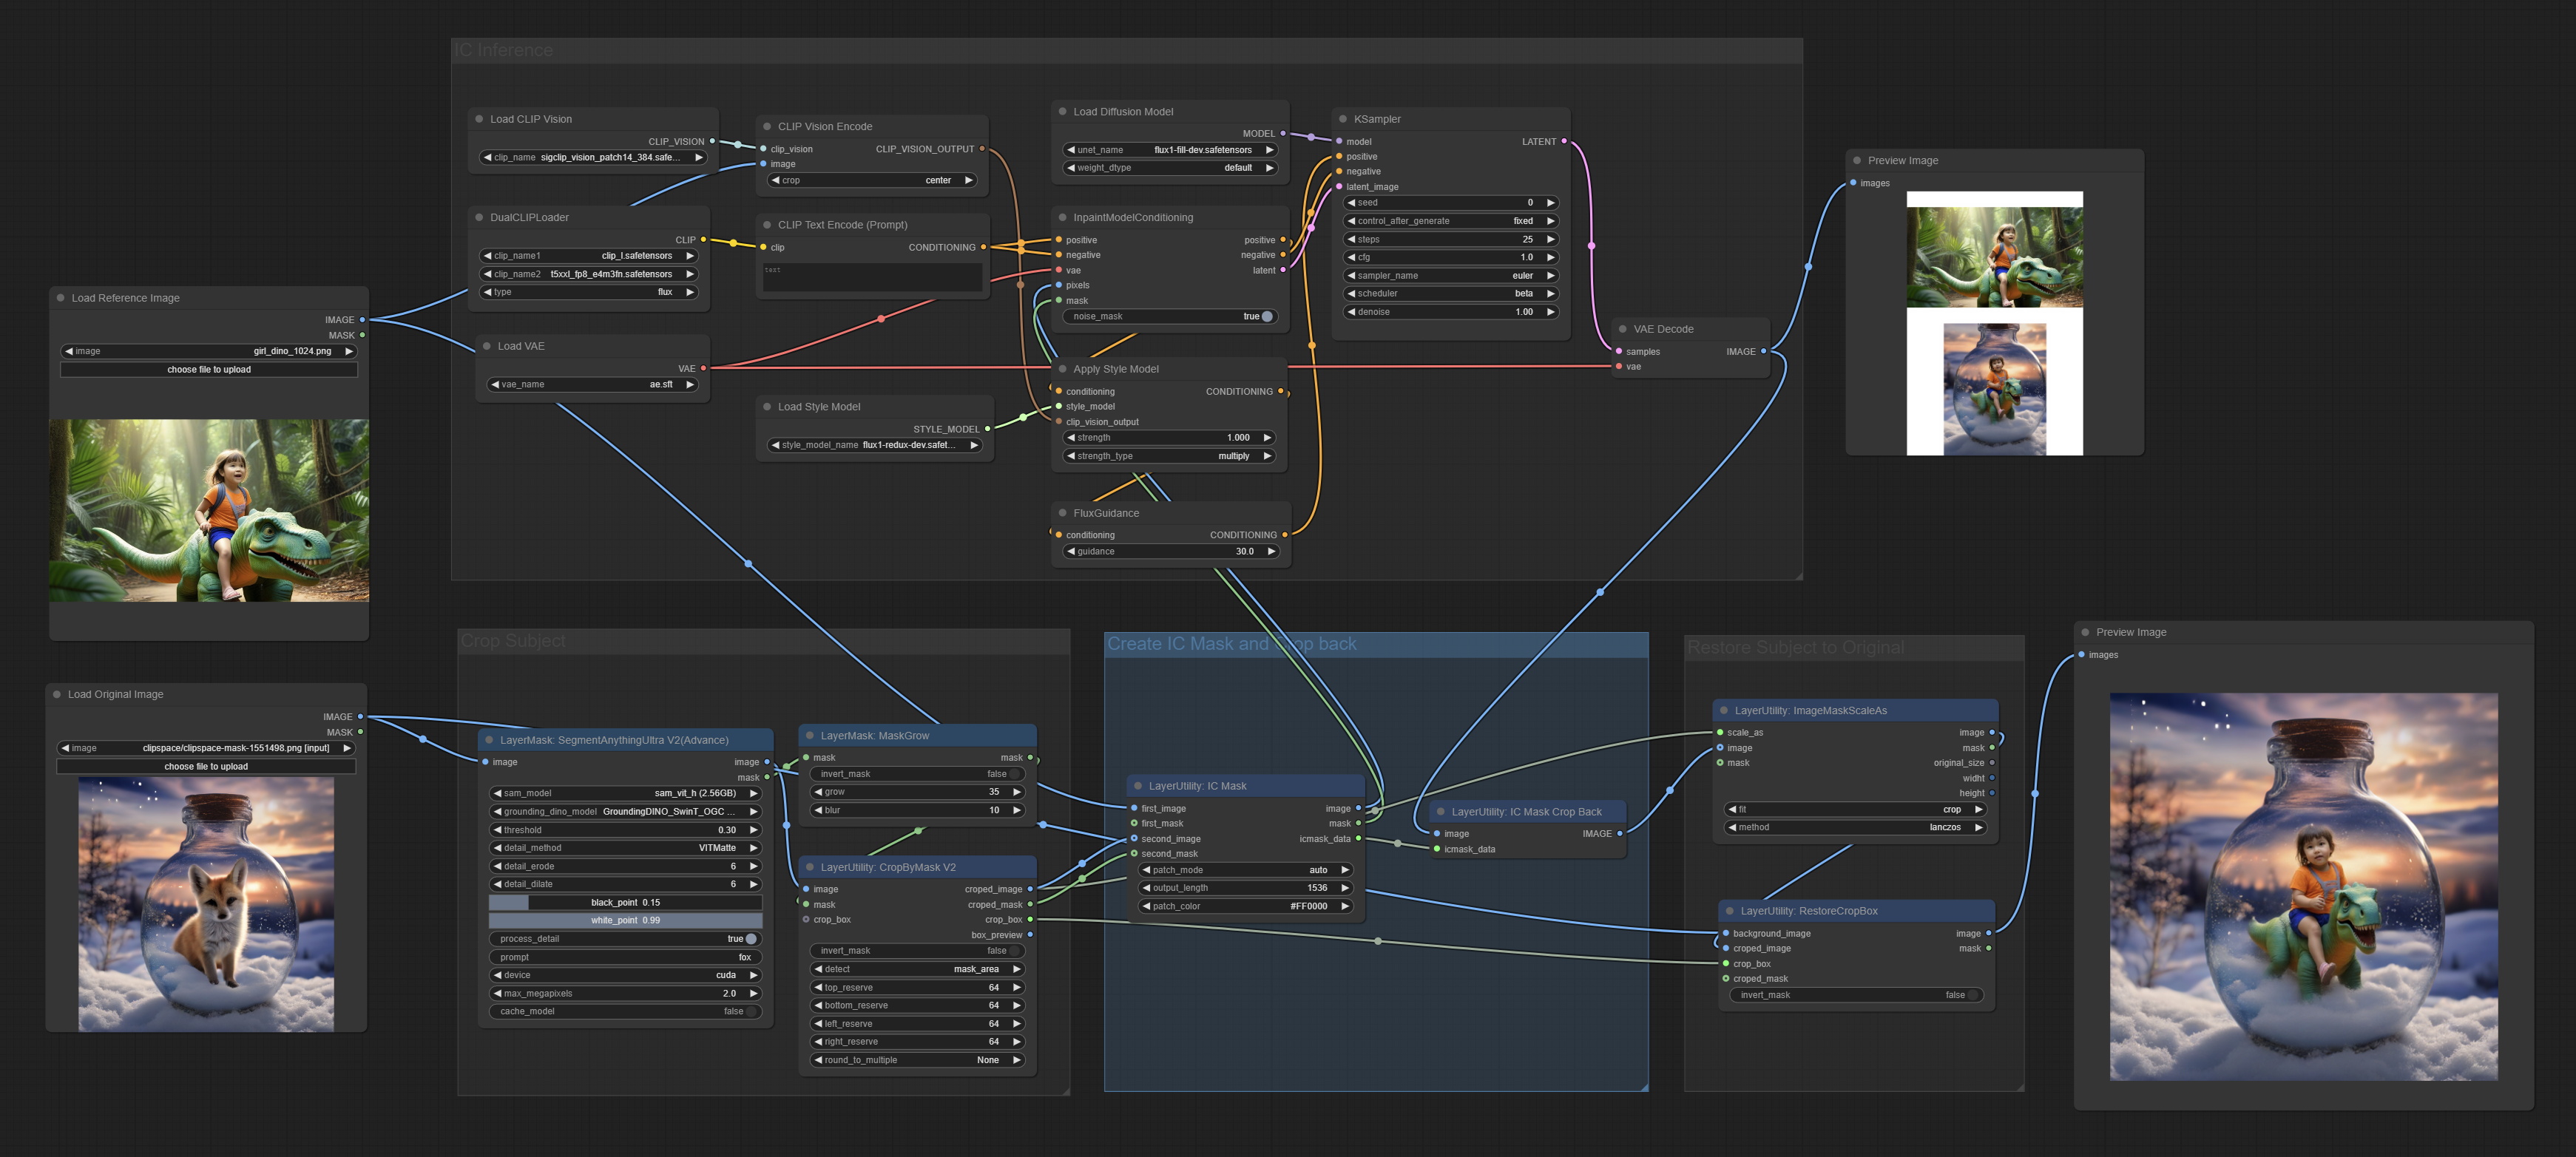 IC Inference
Load CLIP Vision
CLIP_VISION
clip_name sigclip_vision_patch14_384.safe...
CLIP Vision Encode
clip_vision CLIP_VISION_OUTPUT
image
crop center
Load Diffusion Model
MODEL
unet_name flux1-fill-dev.safetensors
weight_dtype default
KSampler
model LATENT
positive
negative
latent_image
seed 0
control_after_generate fixed
steps 25
cfg 1.0
sampler_name euler
scheduler beta
denoise 1.00
Preview Image
images
DualCLIPLoader
CLIP
clip_name1 clip_l.safetensors
clip_name2 t5xxl_fp8_e4m3fn.safetensors
type flux
CLIP Text Encode (Prompt)
clip CONDITIONING
text
InpaintModelConditioning
positive positive
negative negative
vae latent
pixels
mask
noise_mask true
Load Reference Image
IMAGE
MASK
image girl_dino_1024.png
choose file to upload
Load VAE
VAE
vae_name ae.sft
Load Style Model
STYLE_MODEL
style_model_name flux1-redux-dev.safet...
Apply Style Model
conditioning CONDITIONING
style_model
clip_vision_output
strength 1.000
strength_type multiply
VAE Decode
samples IMAGE
vae
FluxGuidance
conditioning CONDITIONING
guidance 30.0
Load Original Image
IMAGE
MASK
image clipspace/clipspace-mask-1551498.png [input]
choose file to upload
Crop Subject
LayerMask: SegmentAnythingUltra V2(Advance)
image image
mask
sam_model sam_vit_h (2.56GB)
grounding_dino_model GroundingDINO_SwinT_OGC ...
threshold 0.30
detail_method VITMatte
detail_erode 6
detail_dilate 6
black_point 0.15
white_point 0.99
process_detail true
prompt fox
device cuda
max_megapixels 2.0
cache_model false
LayerMask: MaskGrow
mask mask
invert_mask false
grow 35
blur 10
LayerUtility: CropByMask V2
image croped_image
mask croped_mask
crop_box crop_box
box_preview
invert_mask false
detect mask_area
top_reserve 64
bottom_reserve 64
left_reserve 64
right_reserve 64
round_to_multiple None
Create IC Mask and Crop back
LayerUtility: IC Mask
first_image image
first_mask mask
second_image icmask_data
second_mask
patch_mode auto
output_length 1536
patch_color #FF0000
LayerUtility: IC Mask Crop Back
image IMAGE
icmask_data
Restore Subject to Original
LayerUtility: ImageMaskScaleAs
scale_as image
image mask
mask original_size
widht
height
fit crop
method lanczos
LayerUtility: RestoreCropBox
background_image image
croped_image mask
crop_box
croped_mask
invert_mask false
Preview Image
images